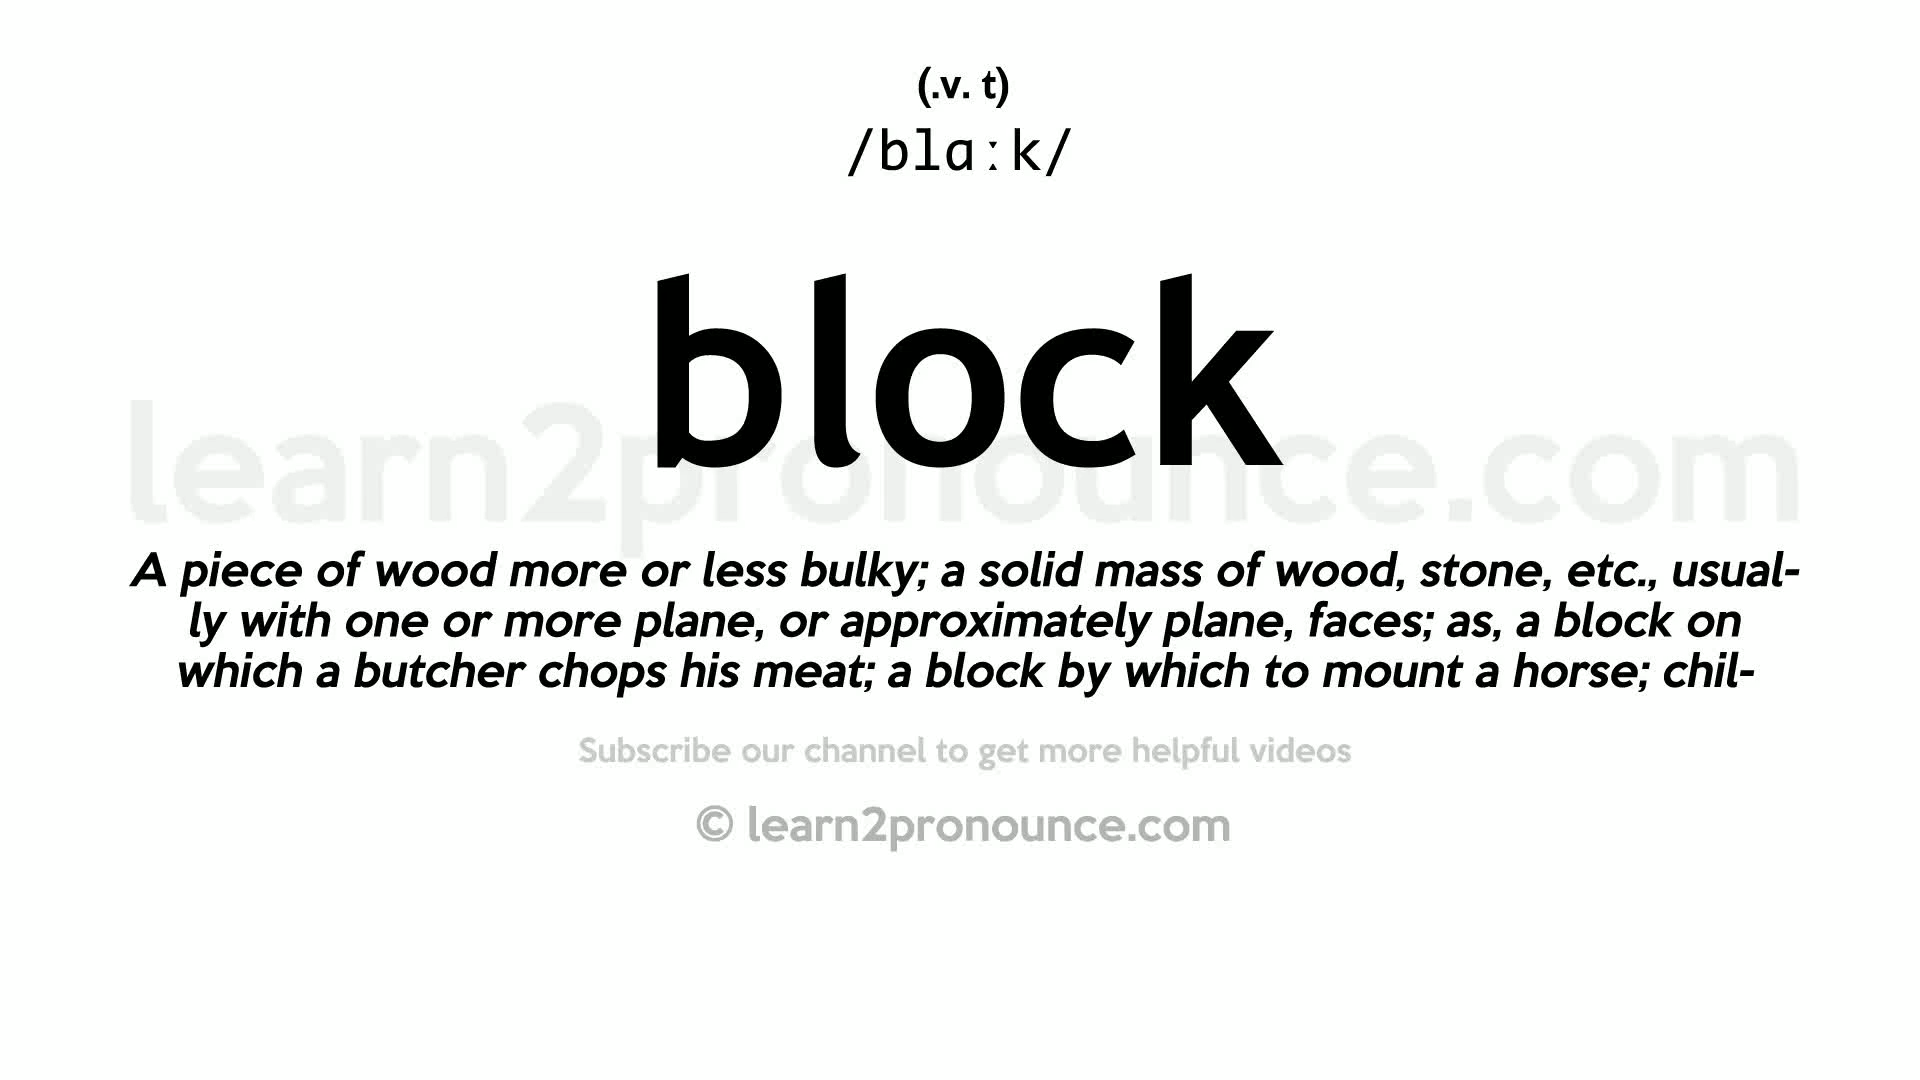 (.v. t)
/blɑːk/
block
learn2pronounce.com
A piece of wood more or less bulky; a solid mass of wood, stone, etc., usual-
ly with one or more plane, or approximately plane, faces; as, a block on
which a butcher chops his meat; a block by which to mount a horse; chil-
Subscribe our channel to get more helpful videos
© learn2pronounce.com